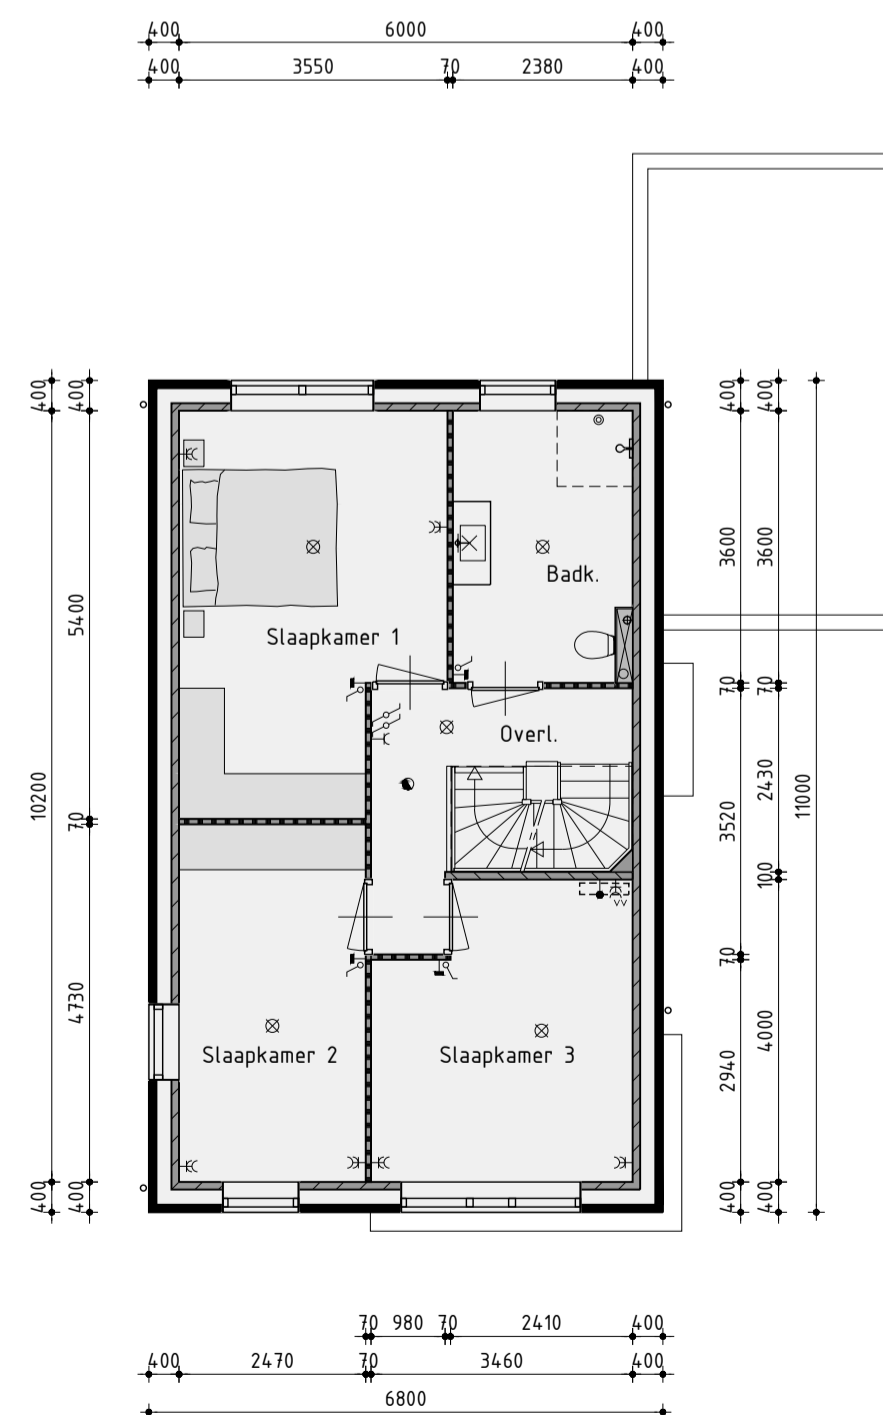 400 6000 400
400 3550 70 2380 400
400 400 400 400
5400 3600 3600
Badk.
Slaapkamer 1
70 70
Overl.
10200 70 3520 2430 11000
100
70
4730 2940 4000
Slaapkamer 2 Slaapkamer 3
400 400 400 400
70 980 70 2410 400
400 2470 70 3460 400
6800